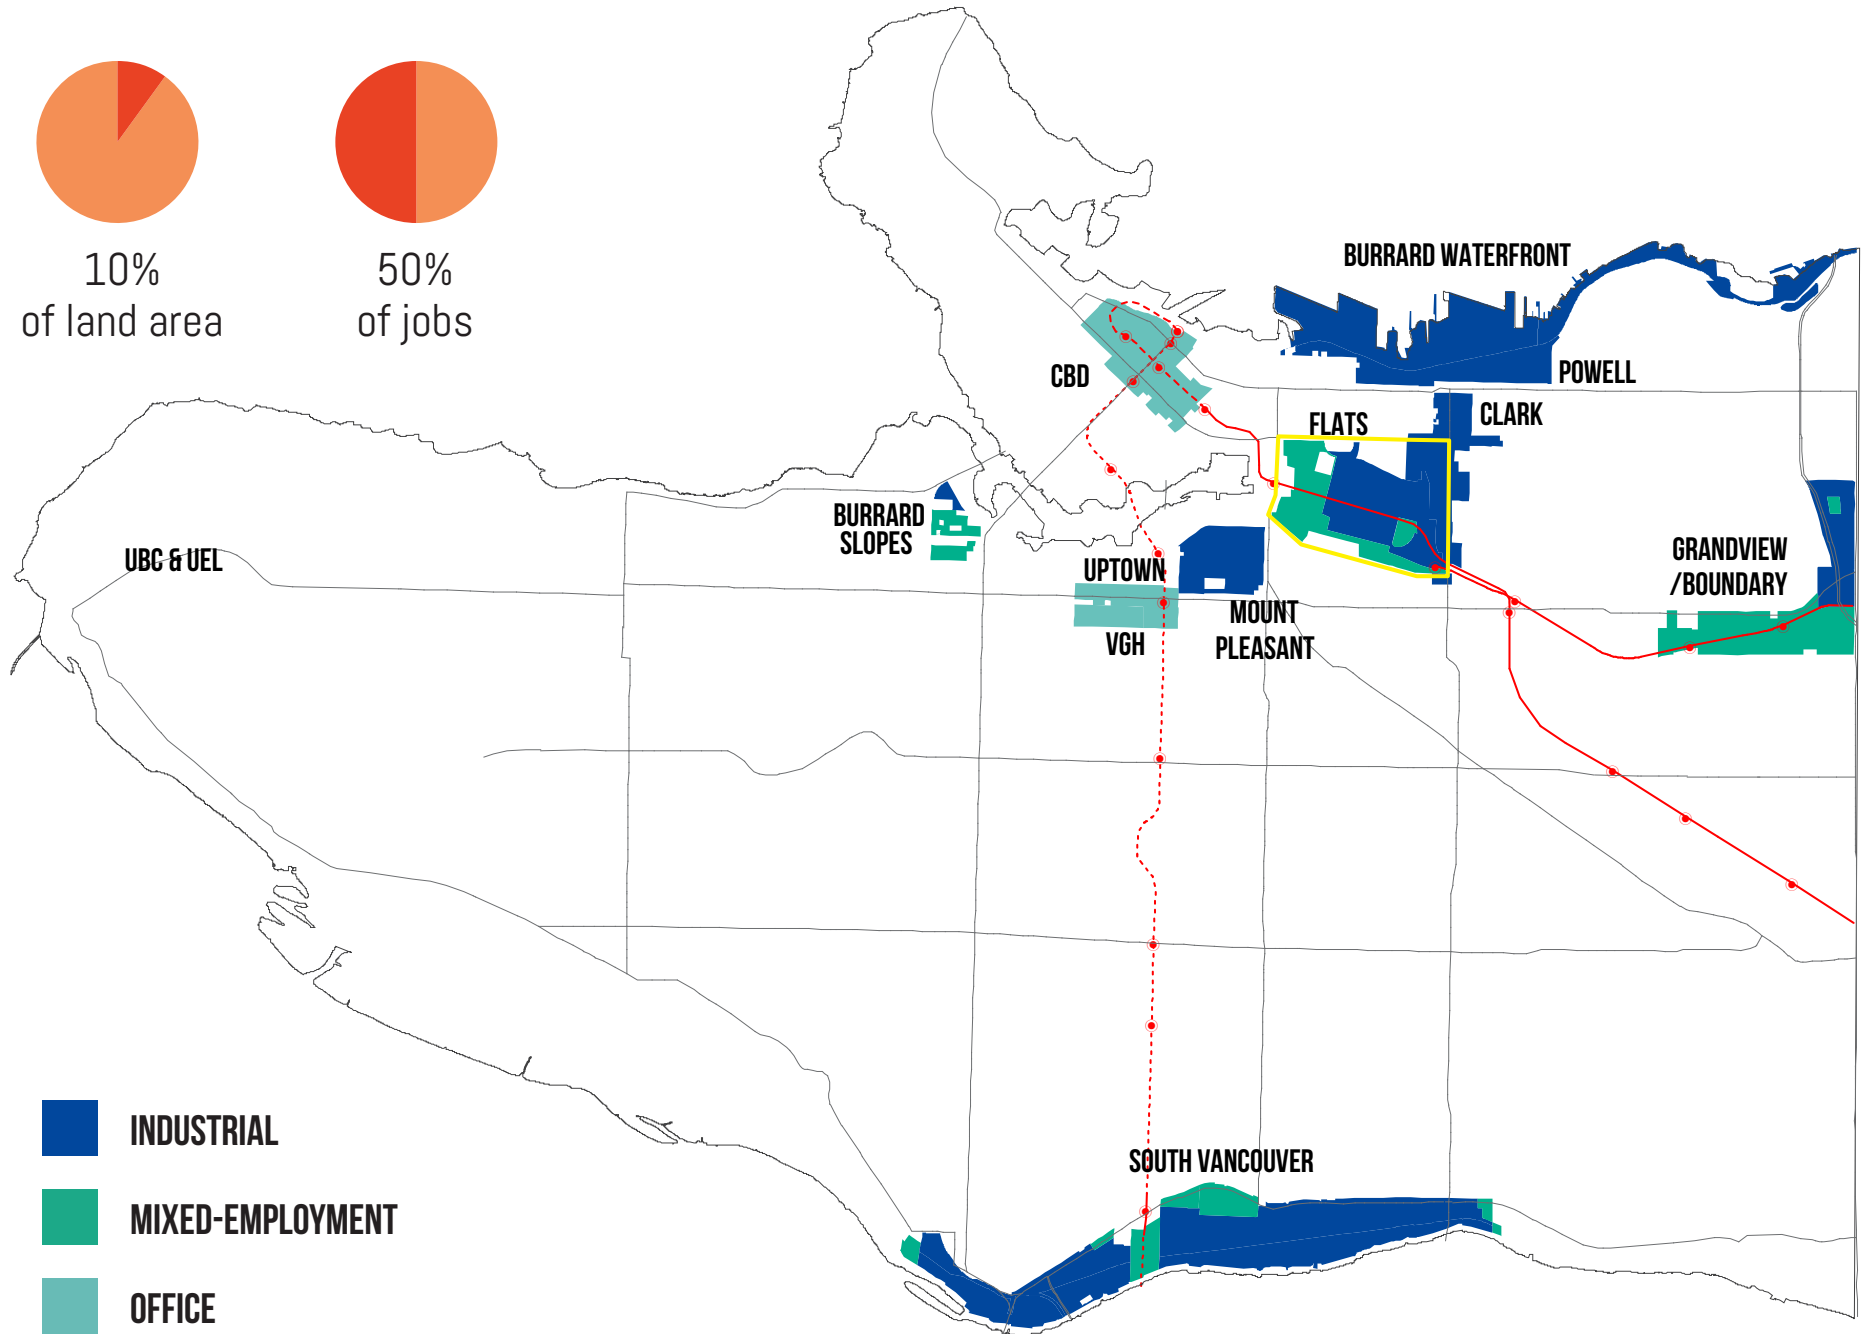 10%
of land area
50%
of jobs
BURRARD WATERFRONT
POWELL
CBD
CLARK
FLATS
BURRARD
SLOPES
UBC & UEL
UPTOWN
GRANDVIEW
/BOUNDARY
MOUNT
PLEASANT
VGH
SOUTH VANCOUVER
INDUSTRIAL
MIXED-EMPLOYMENT
OFFICE